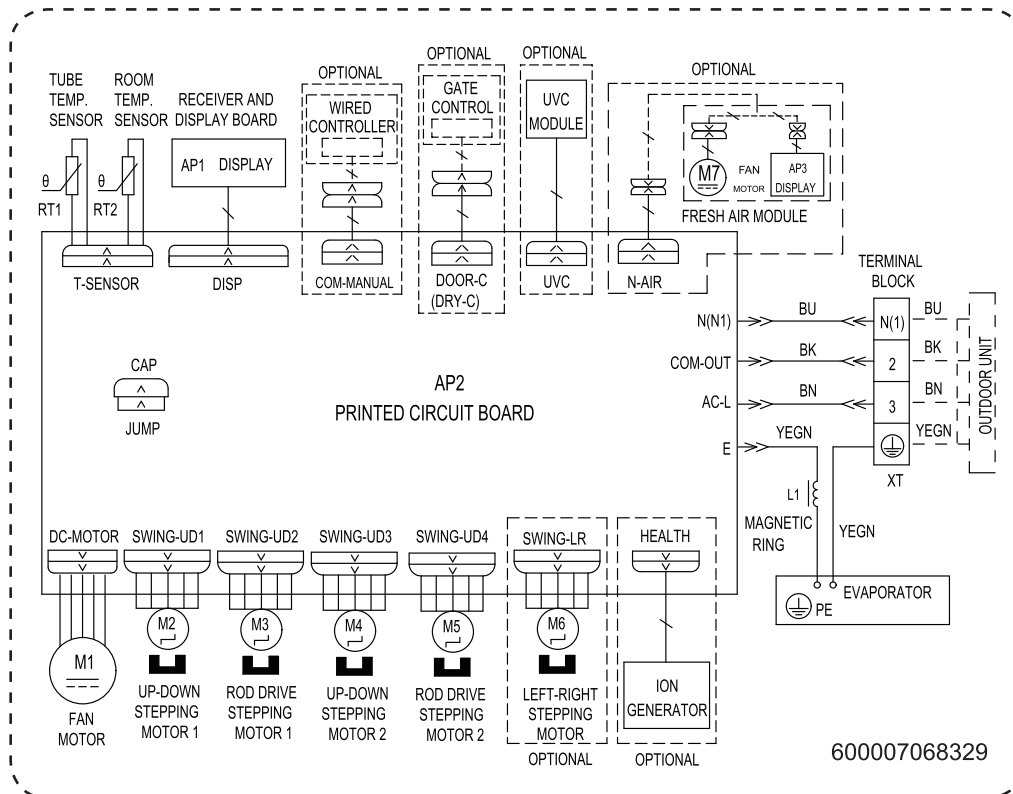 OPTIONAL
OPTIONAL
OPTIONAL
OPTIONAL
TUBE
TEMP.
SENSOR
ROOM
TEMP.
SENSOR
RECEIVER AND
DISPLAY BOARD
WIRED
CONTROLLER
GATE
CONTROL
UVC
MODULE
AP1 DISPLAY
M7
FAN
MOTOR
AP3
DISPLAY
FRESH AIR MODULE
θ
RT1
θ
RT2
T-SENSOR
DISP
COM-MANUAL
DOOR-C
(DRY-C)
UVC
N-AIR
TERMINAL
BLOCK
N(N1)
BU
N(1)
BU
COM-OUT
BK
2
BK
AC-L
BN
3
BN
E
YEGN
YEGN
XT
OUTDOOR UNIT
CAP
JUMP
AP2
PRINTED CIRCUIT BOARD
L1
MAGNETIC
RING
YEGN
EVAPORATOR
PE
DC-MOTOR
SWING-UD1
SWING-UD2
SWING-UD3
SWING-UD4
SWING-LR
HEALTH
M1
M2
M3
M4
M5
M6
FAN
MOTOR
UP-DOWN
STEPPING
MOTOR 1
ROD DRIVE
STEPPING
MOTOR 1
UP-DOWN
STEPPING
MOTOR 2
ROD DRIVE
STEPPING
MOTOR 2
LEFT-RIGHT
STEPPING
MOTOR
ION
GENERATOR
OPTIONAL
OPTIONAL
600007068329